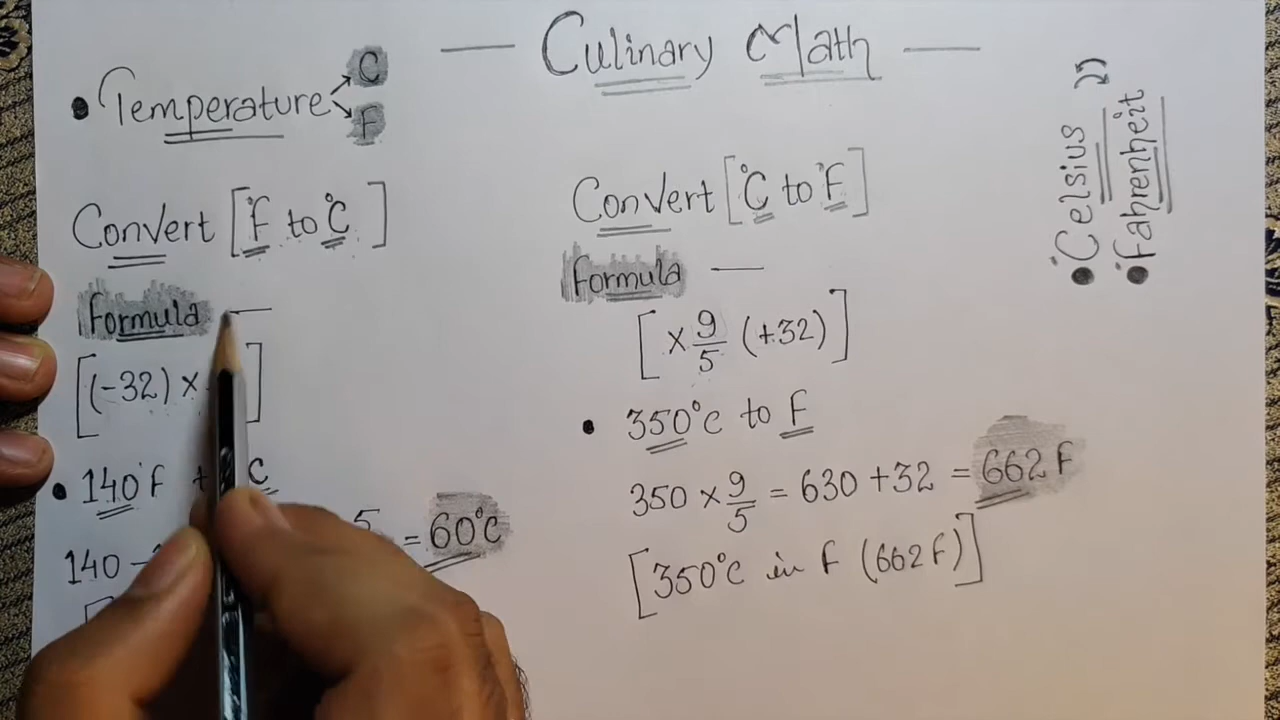 — Culinary Math —
• Temperature C
F
Convert [°F to °C]
Formula —
[(-32) ×
• 140°F
C
140 -
5
= 60°C
Convert [°C to °F]
Formula —
[× 9/5 (+32)]
• 350°C to F
350 × 9/5 = 630 + 32 = 662 F
[350°C in F (662 F)]
• Celsius
• Fahrenheit